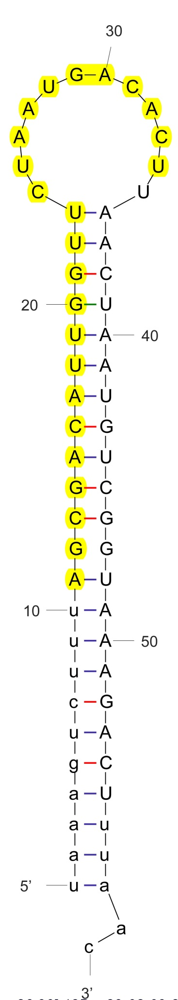 30
G A
U C
A A
A C
U U
C U
U A
U A
G C
20 G U
U A 40
U A
A U
C G
A U
G C
C G
G G
A U
10 u A
u A 50
u A
c G
u A
g C
a U
a u
a u
5’ u a
a
c
3’